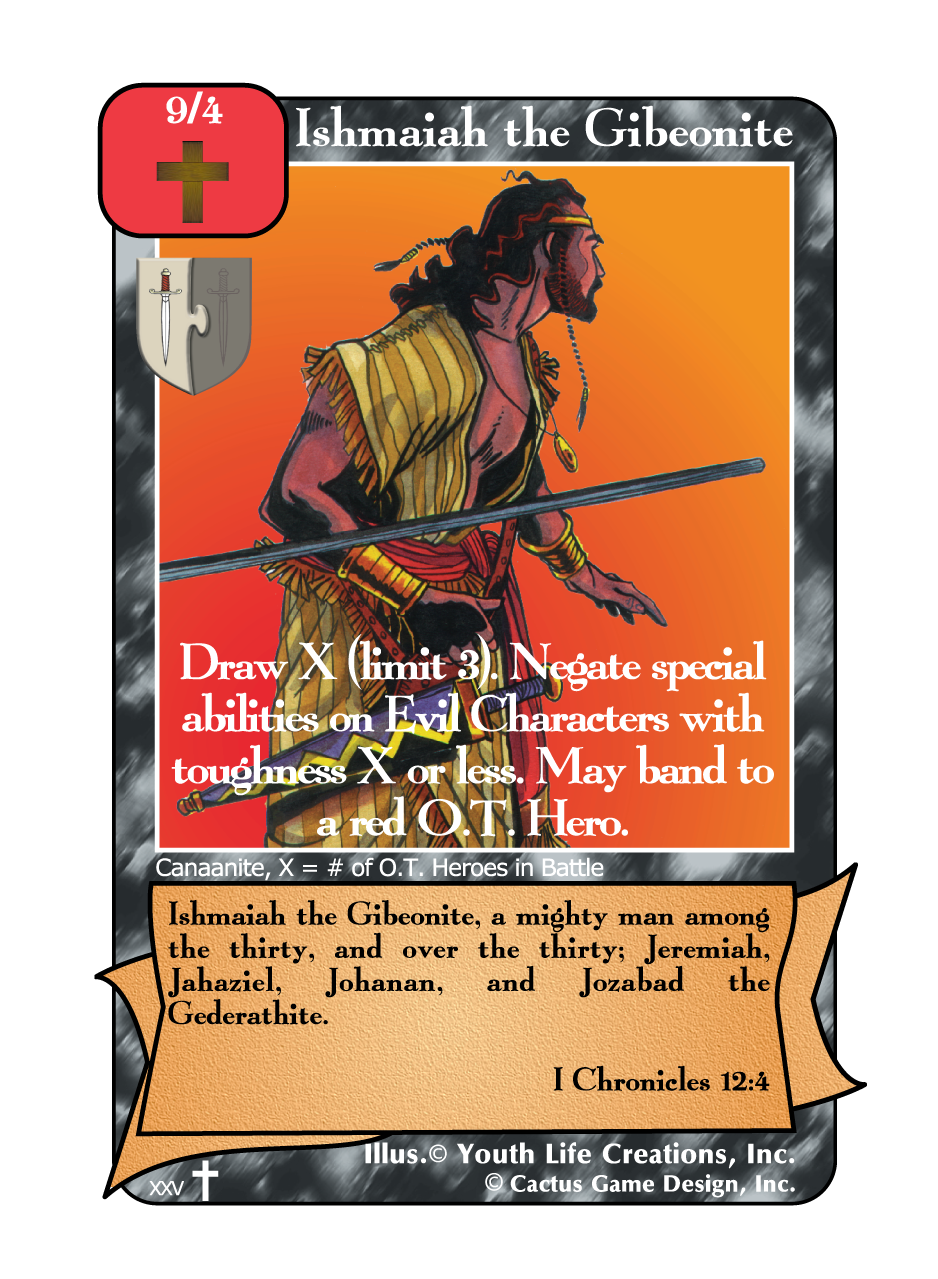 9/4
Ishmaiah the Gibeonite
Draw X (limit 3). Negate special
abilities on Evil Characters with
toughness X or less. May band to
a red O.T. Hero.
Canaanite, X = # of O.T. Heroes in Battle
Ishmaiah the Gibeonite, a mighty man among
the thirty, and over the thirty; Jeremiah,
Jahaziel, Johanan, and Jozabad the
Gederathite.
I Chronicles 12:4
Illus.© Youth Life Creations, Inc.
XXV
© Cactus Game Design, Inc.